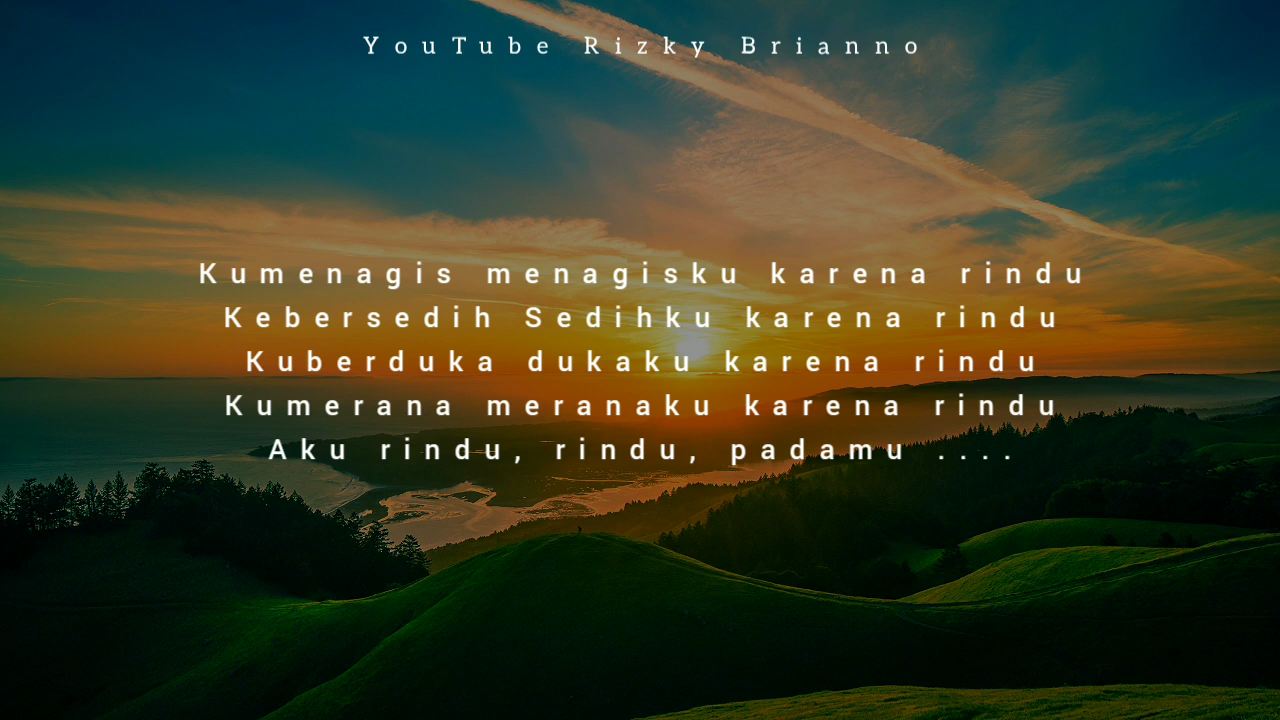 YouTube Rizky Brianno
Kumenagis menagisku karena rindu
Kebersedih Sedihku karena rindu
Kuberduka dukaku karena rindu
Kumerana meranaku karena rindu
Aku rindu, rindu, padamu ....